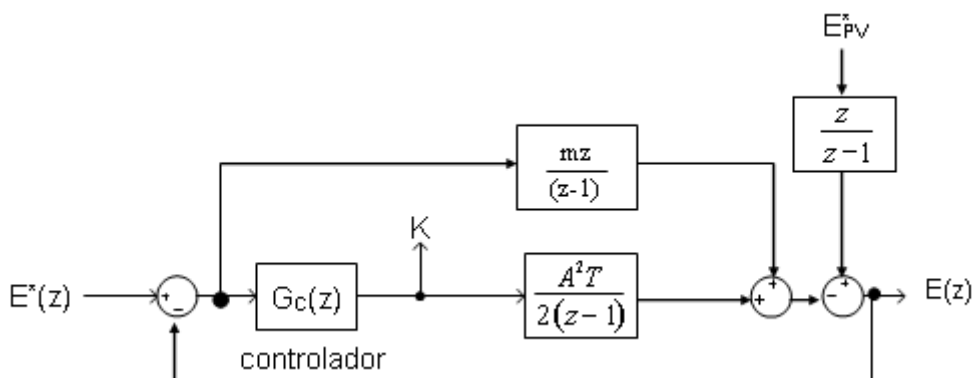 E*PV
z
z−1
mz
(z-1)
K
E*(z)
+
−
Gc(z)
A²T
2(z−1)
+
+
−
+
E(z)
controlador